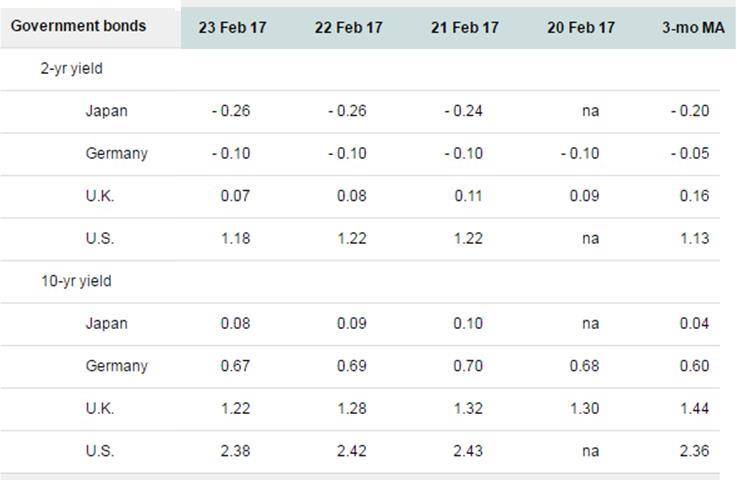 Government bonds 23 Feb 17 22 Feb 17 21 Feb 17 20 Feb 17 3-mo MA
2-yr yield
Japan - 0.26 - 0.26 - 0.24 na - 0.20
Germany - 0.10 - 0.10 - 0.10 - 0.10 - 0.05
U.K. 0.07 0.08 0.11 0.09 0.16
U.S. 1.18 1.22 1.22 na 1.13
10-yr yield
Japan 0.08 0.09 0.10 na 0.04
Germany 0.67 0.69 0.70 0.68 0.60
U.K. 1.22 1.28 1.32 1.30 1.44
U.S. 2.38 2.42 2.43 na 2.36